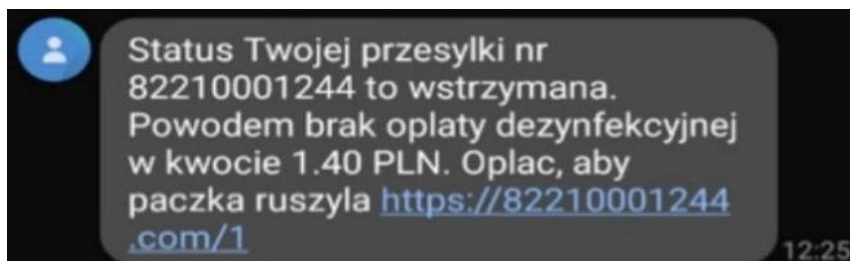 Status Twojej przesylki nr
82210001244 to wstrzymana.
Powodem brak oplaty dezynfekcyjnej
w kwocie 1.40 PLN. Oplac, aby
paczka ruszyla https://82210001244
.com/1
12:25